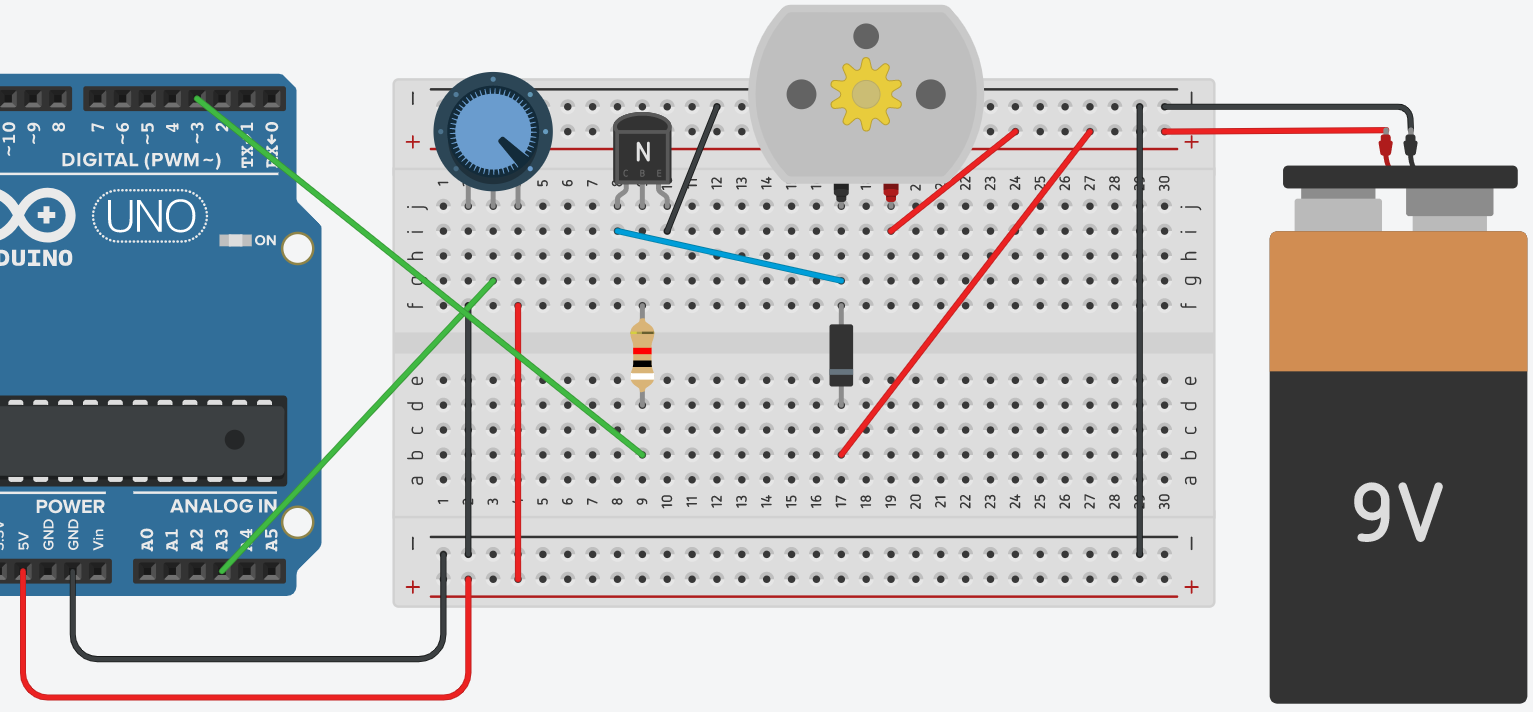 ~10 ~9 8 7 ~6 ~5 4 ~3 2 TX→1 RX←0
DIGITAL (PWM~)
UNO
ON
DUINO
POWER
ANALOG IN
5V GND GND Vin A0 A1 A2 A3 A4 A5
− −
+ +
N
C B E
1 2 3 4 5 6 7 8 9 10 11 12 13 14 15 16 17 18 19 20 21 22 23 24 25 26 27 28 29 30
j j
i i
h h
g g
f f
e e
d d
c c
b b
a a
1 2 3 4 5 6 7 8 9 10 11 12 13 14 15 16 17 18 19 20 21 22 23 24 25 26 27 28 29 30
− −
+ +
9V